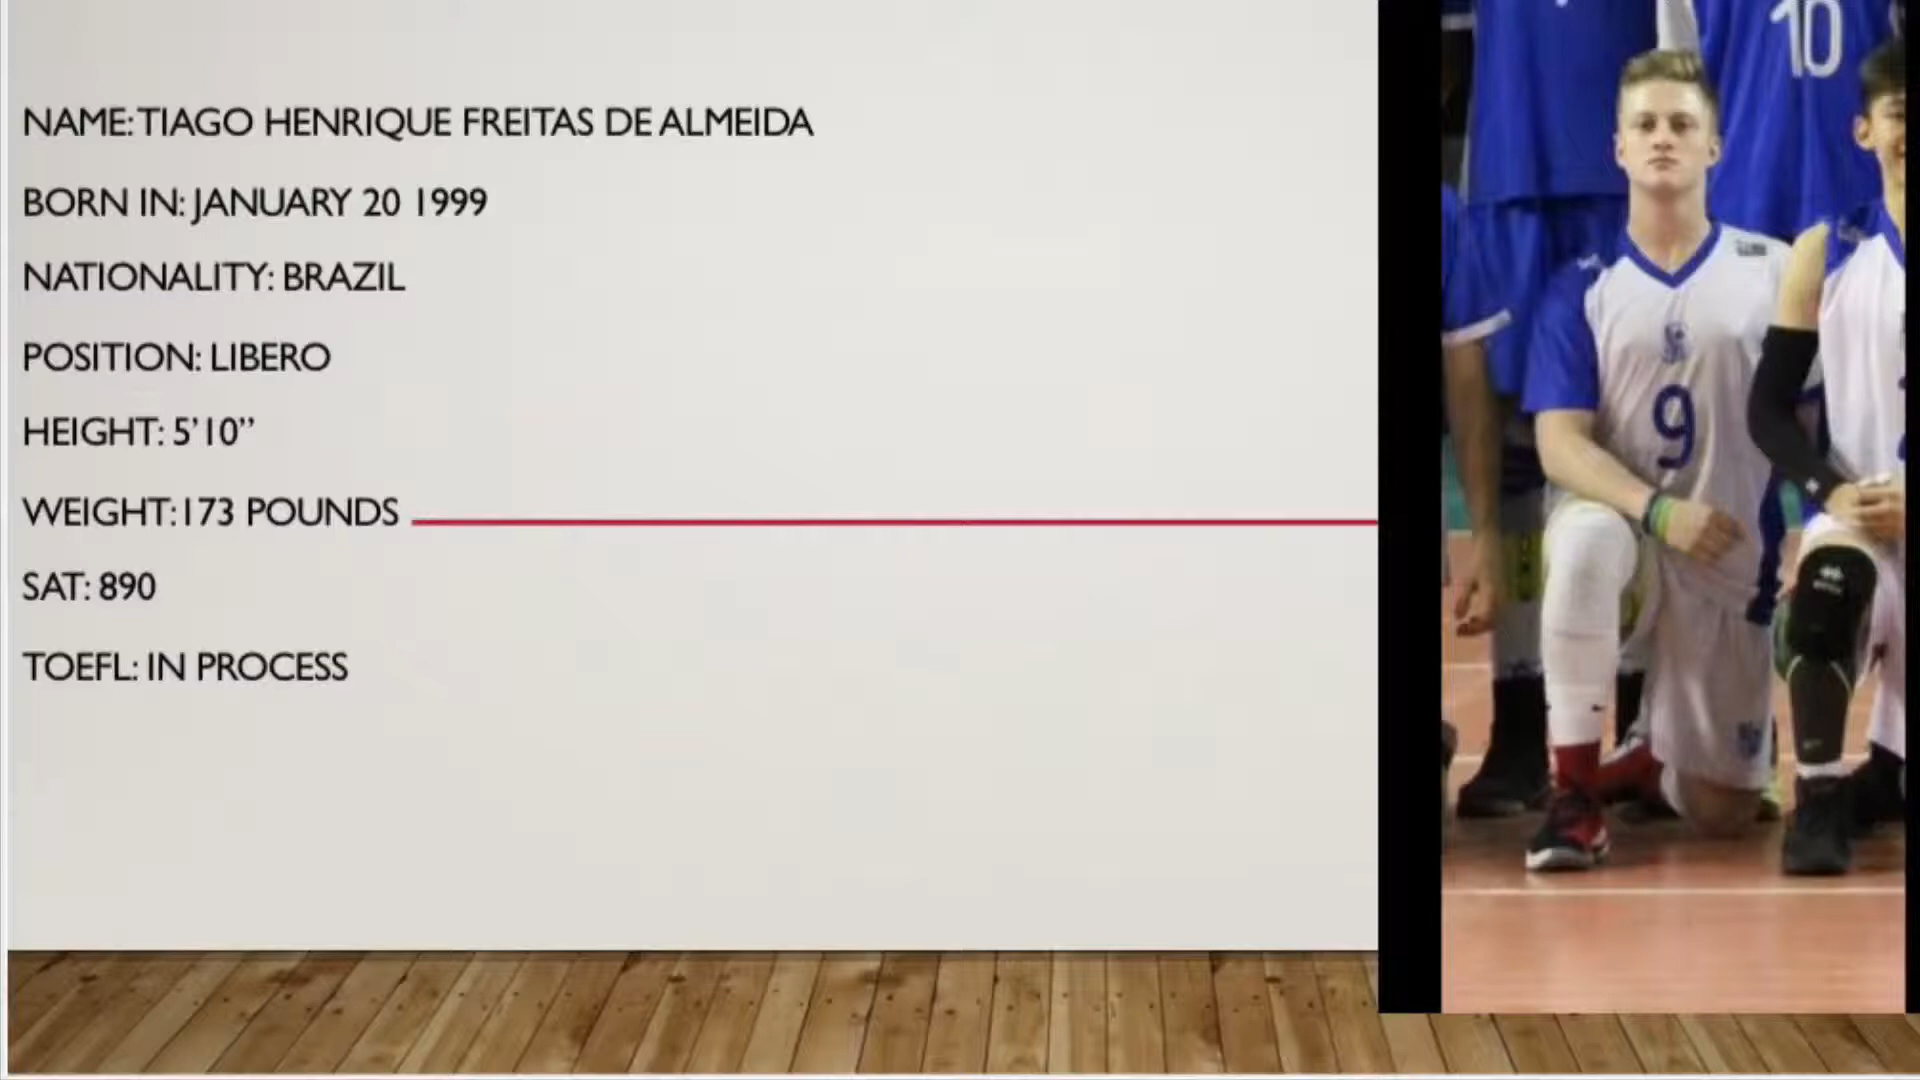 NAME: TIAGO HENRIQUE FREITAS DE ALMEIDA
BORN IN: JANUARY 20 1999
NATIONALITY: BRAZIL
POSITION: LIBERO
HEIGHT: 5’10”
WEIGHT: 173 POUNDS
SAT: 890
TOEFL: IN PROCESS
10
9